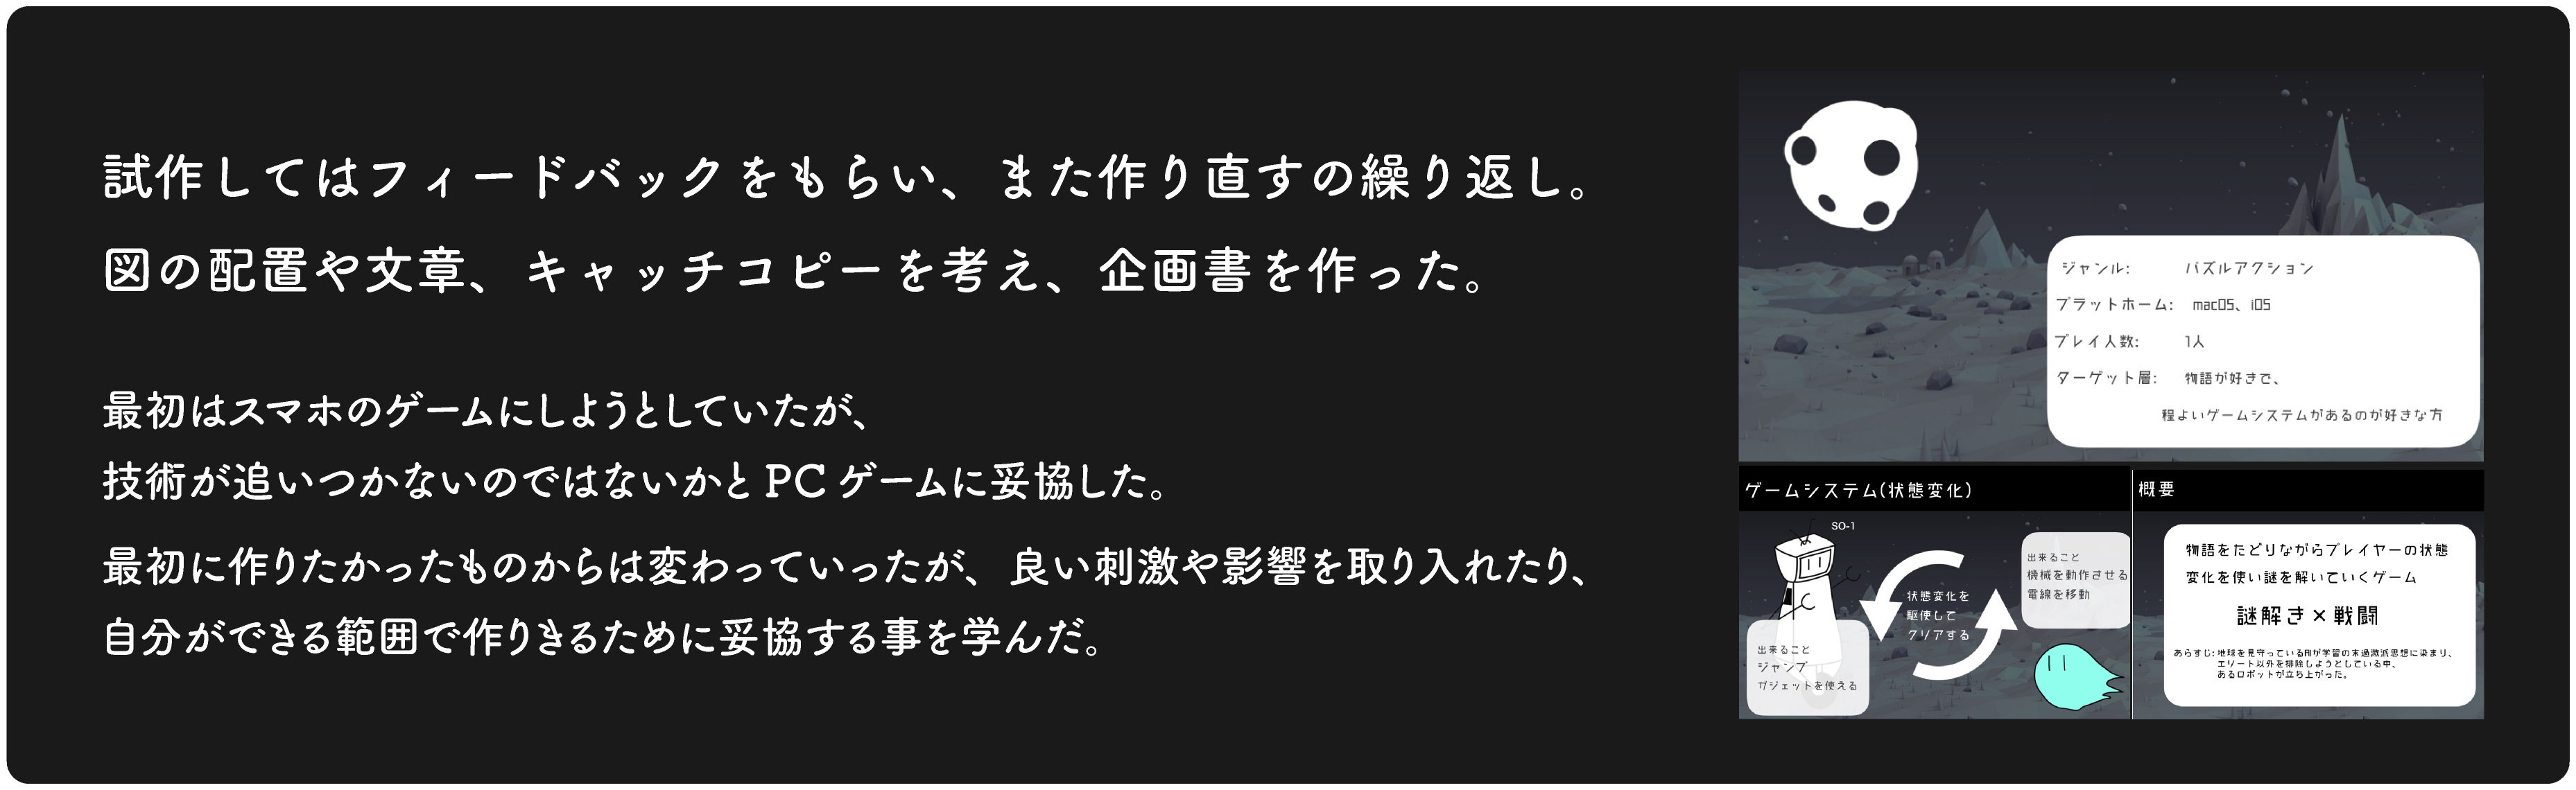 試作してはフィードバックをもらい、また作り直すの繰り返し。
図の配置や文章、キャッチコピーを考え、企画書を作った。
最初はスマホのゲームにしようとしていたが、
技術が追いつかないのではないかと PC ゲームに妥協した。
最初に作りたかったものからは変わっていったが、良い刺激や影響を取り入れたり、
自分ができる範囲で作りきるために妥協する事を学んだ。
ジャンル: パズルアクション
プラットホーム: macOS、iOS
プレイ人数: 1人
ターゲット層: 物語が好きで、
程よいゲームシステムがあるのが好きな方
ゲームシステム(状態変化)
SO-1
出来ること
ジャンプ
ガジェットを使える
状態変化を
駆使して
クリアする
出来ること
機械を動作させる
電線を移動
概要
物語をたどりながらプレイヤーの状態
変化を使い謎を解いていくゲーム
謎解き×戦闘
あらすじ: 地球を見守っているAIが学習の末過激派思想に染まり、
エリート以外を排除しようとしている中、
あるロボットが立ち上がった。